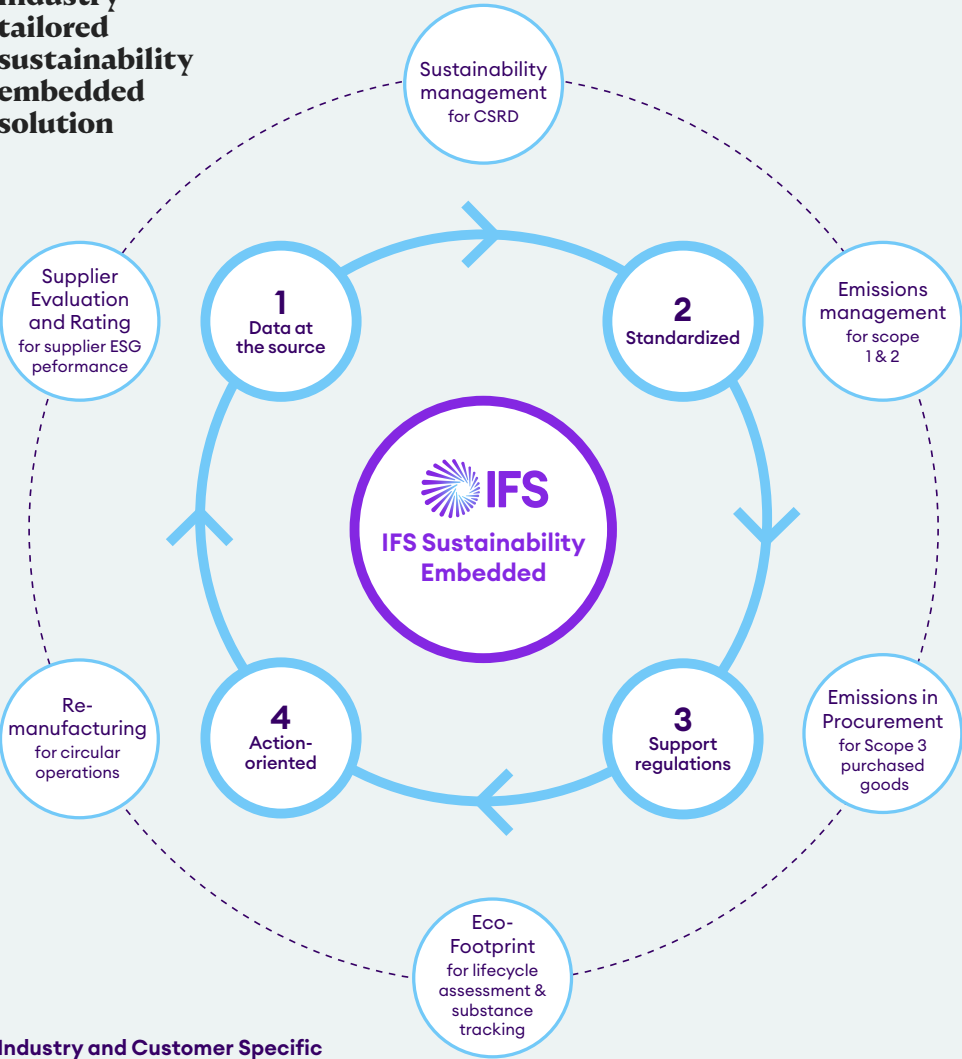 Industry
tailored
sustainability
embedded
solution
Sustainability
management
for CSRD
Supplier
Evaluation
and Rating
for supplier ESG
peformance
1
Data at
the source
2
Standardized
Emissions
management
for scope
1 & 2
IFS
IFS Sustainability
Embedded
Re-
manufacturing
for circular
operations
4
Action-
oriented
3
Support
regulations
Emissions in
Procurement
for Scope 3
purchased
goods
Eco-
Footprint
for lifecycle
assessment &
substance
tracking
Industry and Customer Specific